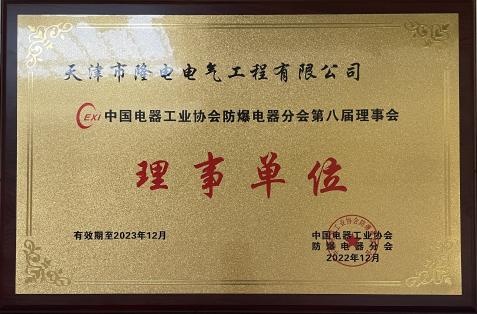 天津市隆电电气工程有限公司
CEXI 中国电器工业协会防爆电器分会第八届理事会
理事单位
有效期至2023年12月
中国电器工业协会
防爆电器分会
2022年12月